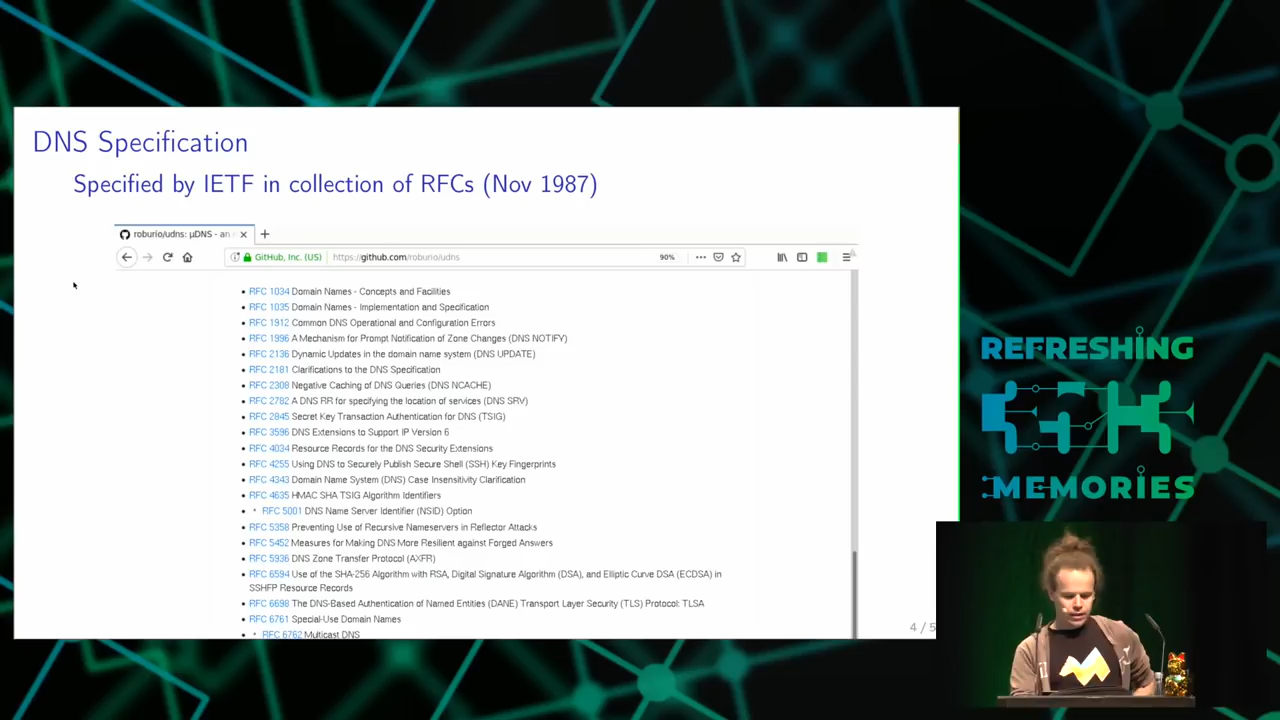 DNS Specification
Specified by IETF in collection of RFCs (Nov 1987)
roburio/udns: µDNS - an
GitHub, Inc. (US) https://github.com/roburio/udns 90%
• RFC 1034 Domain Names - Concepts and Facilities
• RFC 1035 Domain Names - Implementation and Specification
• RFC 1912 Common DNS Operational and Configuration Errors
• RFC 1996 A Mechanism for Prompt Notification of Zone Changes (DNS NOTIFY)
• RFC 2136 Dynamic Updates in the domain name system (DNS UPDATE)
• RFC 2181 Clarifications to the DNS Specification
• RFC 2308 Negative Caching of DNS Queries (DNS NCACHE)
• RFC 2782 A DNS RR for specifying the location of services (DNS SRV)
• RFC 2845 Secret Key Transaction Authentication for DNS (TSIG)
• RFC 3596 DNS Extensions to Support IP Version 6
• RFC 4034 Resource Records for the DNS Security Extensions
• RFC 4255 Using DNS to Securely Publish Secure Shell (SSH) Key Fingerprints
• RFC 4343 Domain Name System (DNS) Case Insensitivity Clarification
• RFC 4635 HMAC SHA TSIG Algorithm Identifiers
• * RFC 5001 DNS Name Server Identifier (NSID) Option
• RFC 5358 Preventing Use of Recursive Nameservers in Reflector Attacks
• RFC 5452 Measures for Making DNS More Resilient against Forged Answers
• RFC 5936 DNS Zone Transfer Protocol (AXFR)
• RFC 6594 Use of the SHA-256 Algorithm with RSA, Digital Signature Algorithm (DSA), and Elliptic Curve DSA (ECDSA) in
SSHFP Resource Records
• RFC 6698 The DNS-Based Authentication of Named Entities (DANE) Transport Layer Security (TLS) Protocol: TLSA
• RFC 6761 Special-Use Domain Names
• * RFC 6762 Multicast DNS
4 / 5
REFRESHING
MEMORIES